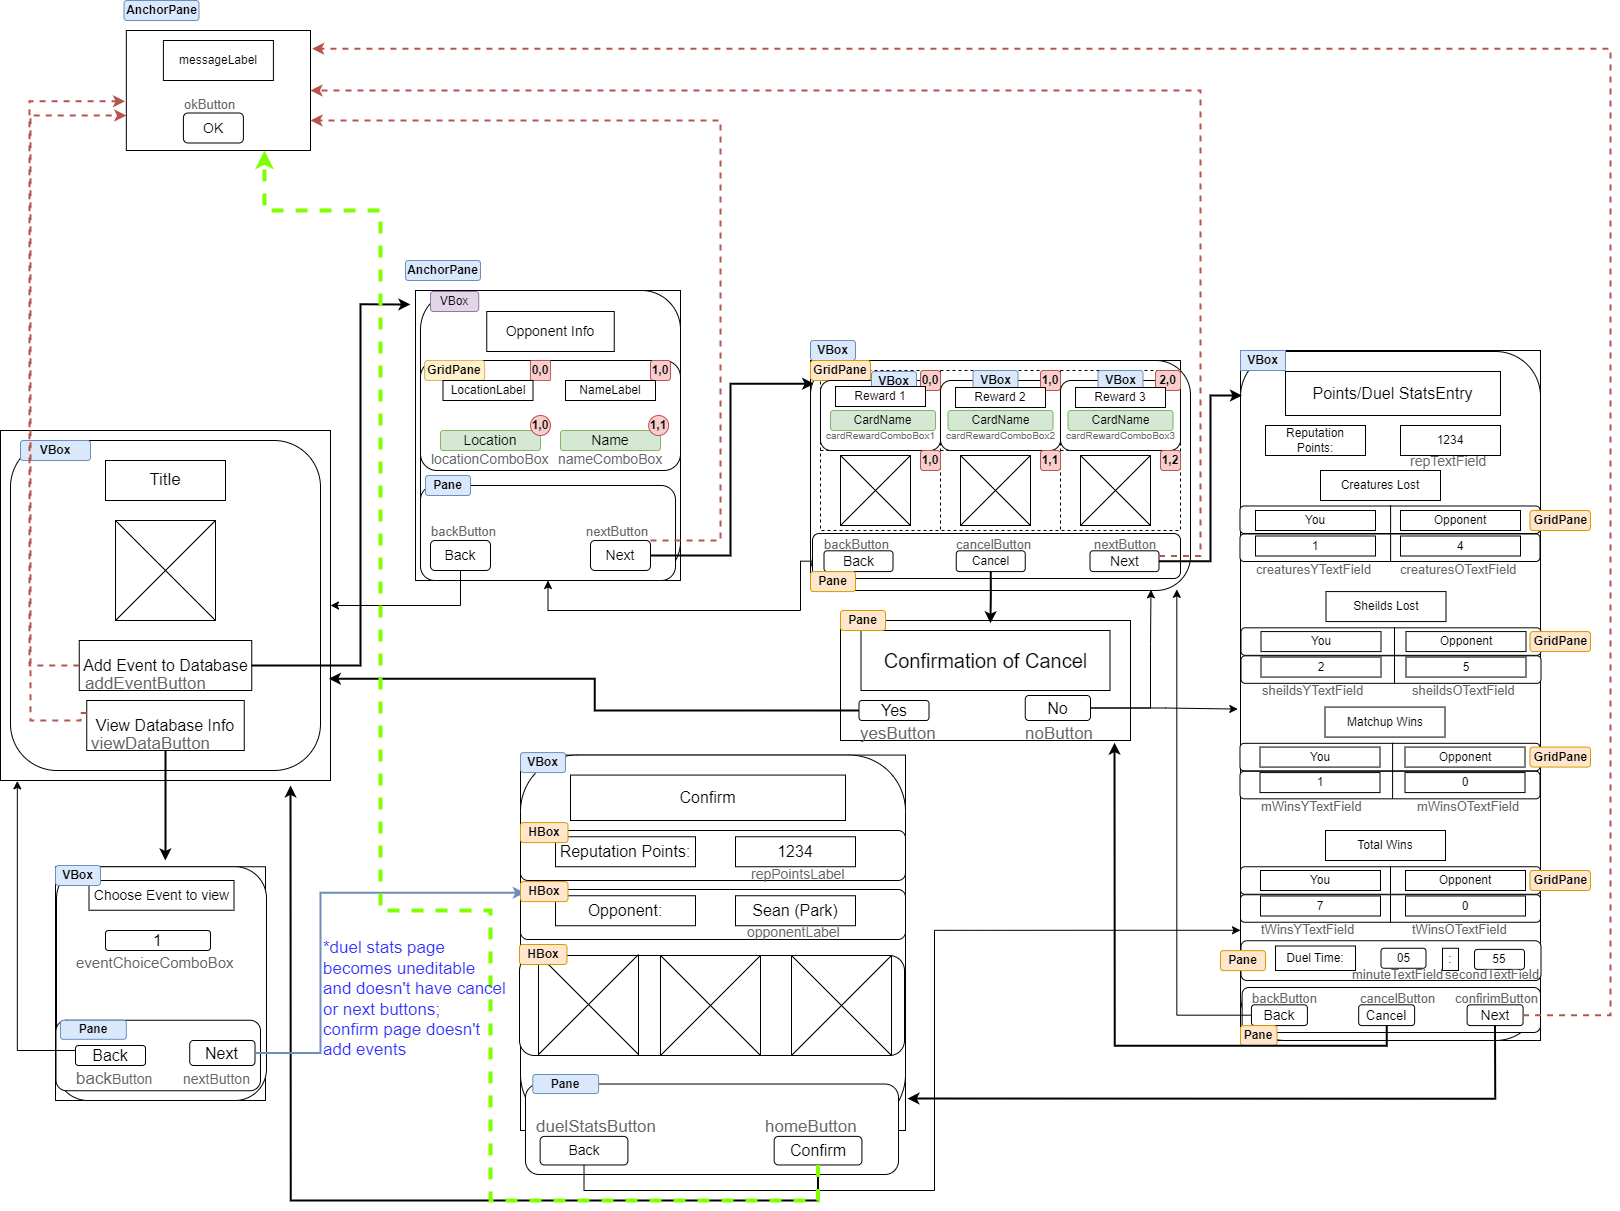 AnchorPane
messageLabel
okButton
OK
AnchorPane
VBox
Opponent Info
GridPane
0,0
1,0
LocationLabel
NameLabel
1,0
1,1
Location
Name
locationComboBox
nameComboBox
Pane
backButton
nextButton
Back
Next
VBox
GridPane
VBox
0,0
VBox
1,0
VBox
2,0
Reward 1
Reward 2
Reward 3
CardName
CardName
CardName
cardRewardComboBox1
cardRewardComboBox2
cardRewardComboBox3
1,0
1,1
1,2
backButton
cancelButton
nextButton
Back
Cancel
Next
Pane
VBox
Points/Duel StatsEntry
Reputation
Points:
1234
repTextField
Creatures Lost
You
Opponent
GridPane
1
4
creaturesYTextField
creaturesOTextField
Sheilds Lost
You
Opponent
GridPane
2
5
sheildsYTextField
sheildsOTextField
Matchup Wins
You
Opponent
GridPane
1
0
mWinsYTextField
mWinsOTextField
Total Wins
You
Opponent
GridPane
7
0
tWinsYTextField
tWinsOTextField
Pane
Duel Time:
05
:
55
minuteTextField
secondTextField
backButton
cancelButton
confirimButton
Back
Cancel
Next
Pane
VBox
Title
Add Event to Database
addEventButton
View Database Info
viewDataButton
Pane
Confirmation of Cancel
Yes
No
yesButton
noButton
VBox
Confirm
HBox
Reputation Points:
1234
repPointsLabel
HBox
Opponent:
Sean (Park)
opponentLabel
HBox
Pane
duelStatsButton
homeButton
Back
Confirm
VBox
Choose Event to view
1
eventChoiceComboBox
Pane
Back
Next
backButton
nextButton
*duel stats page
becomes uneditable
and doesn't have cancel
or next buttons;
confirm page doesn't
add events